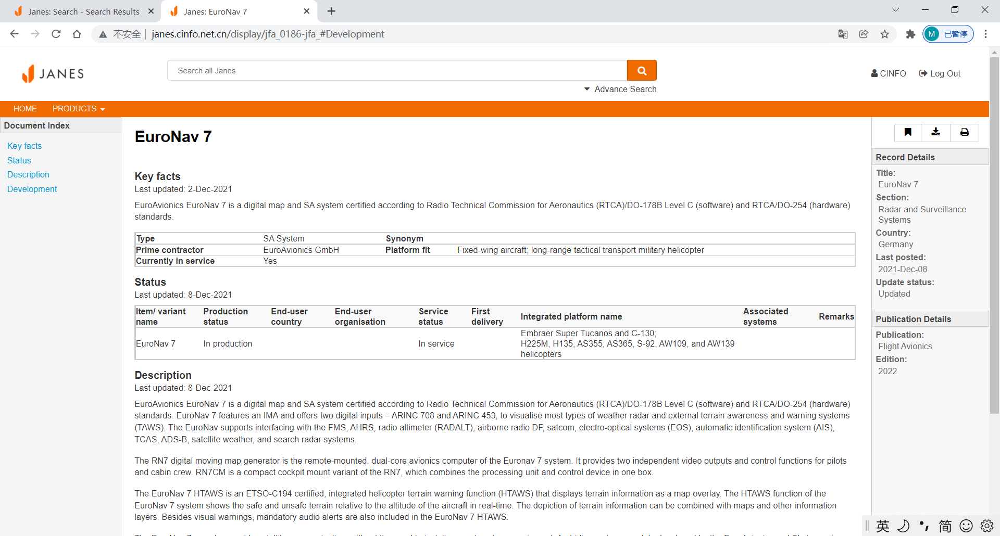 Janes: Search - Search Results
Janes: EuroNav 7
不安全 janes.cinfo.net.cn/display/jfa_0186-jfa_#Development
M 已暂停
JANES
Search all Janes
Advance Search
CINFO Log Out
HOME PRODUCTS
Document Index
Key facts
Status
Description
Development
EuroNav 7
Key facts
Last updated: 2-Dec-2021
EuroAvionics EuroNav 7 is a digital map and SA system certified according to Radio Technical Commission for Aeronautics (RTCA)/DO-178B Level C (software) and RTCA/DO-254 (hardware)
standards.
Type SA System Synonym
Prime contractor EuroAvionics GmbH Platform fit Fixed-wing aircraft; long-range tactical transport military helicopter
Currently in service Yes
Status
Last updated: 8-Dec-2021
Item/ variant name Production status End-user country End-user organisation Service status First delivery Integrated platform name Associated systems Remarks
EuroNav 7 In production In service Embraer Super Tucanos and C-130;
H225M, H135, AS355, AS365, S-92, AW109, and AW139
helicopters
Description
Last updated: 8-Dec-2021
EuroAvionics EuroNav 7 is a digital map and SA system certified according to Radio Technical Commission for Aeronautics (RTCA)/DO-178B Level C (software) and RTCA/DO-254 (hardware)
standards. EuroNav 7 features an IMA and offers two digital inputs – ARINC 708 and ARINC 453, to visualise most types of weather radar and external terrain awareness and warning systems
(TAWS). The EuroNav supports interfacing with the FMS, AHRS, radio altimeter (RADALT), airborne radio DF, satcom, electro-optical systems (EOS), automatic identification system (AIS),
TCAS, ADS-B, satellite weather, and search radar systems.
The RN7 digital moving map generator is the remote-mounted, dual-core avionics computer of the Euronav 7 system. It provides two independent video outputs and control functions for pilots
and cabin crew. RN7CM is a compact cockpit mount variant of the RN7, which combines the processing unit and control device in one box.
The EuroNav 7 HTAWS is an ETSO-C194 certified, integrated helicopter terrain warning function (HTAWS) that displays terrain information as a map overlay. The HTAWS function of the
EuroNav 7 system shows the safe and unsafe terrain relative to the altitude of the aircraft in real-time. The depiction of terrain information can be combined with maps and other information
layers. Besides visual warnings, mandatory audio alerts are also included in the EuroNav 7 HTAWS.
Record Details
Title:
EuroNav 7
Section:
Radar and Surveillance
Systems
Country:
Germany
Last posted:
2021-Dec-08
Update status:
Updated
Publication Details
Publication:
Flight Avionics
Edition:
2022
英 简